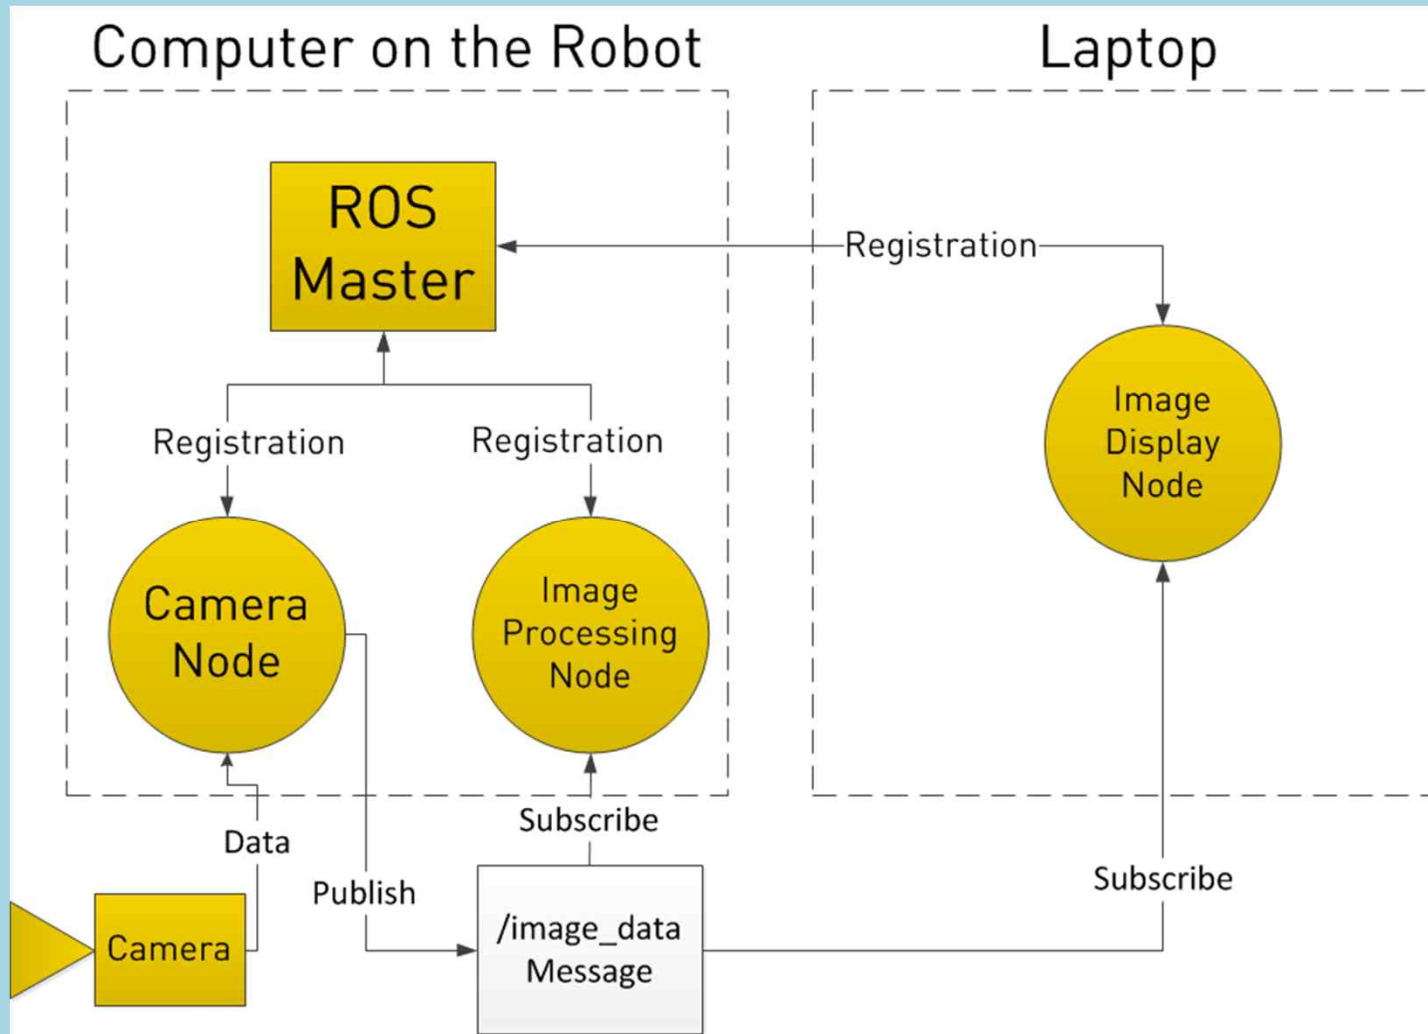 Computer on the Robot
Laptop
ROS
Master
Registration
Registration
Registration
Image
Display
Node
Camera
Node
Image
Processing
Node
Data
Subscribe
Publish
Subscribe
Camera
/image_data
Message